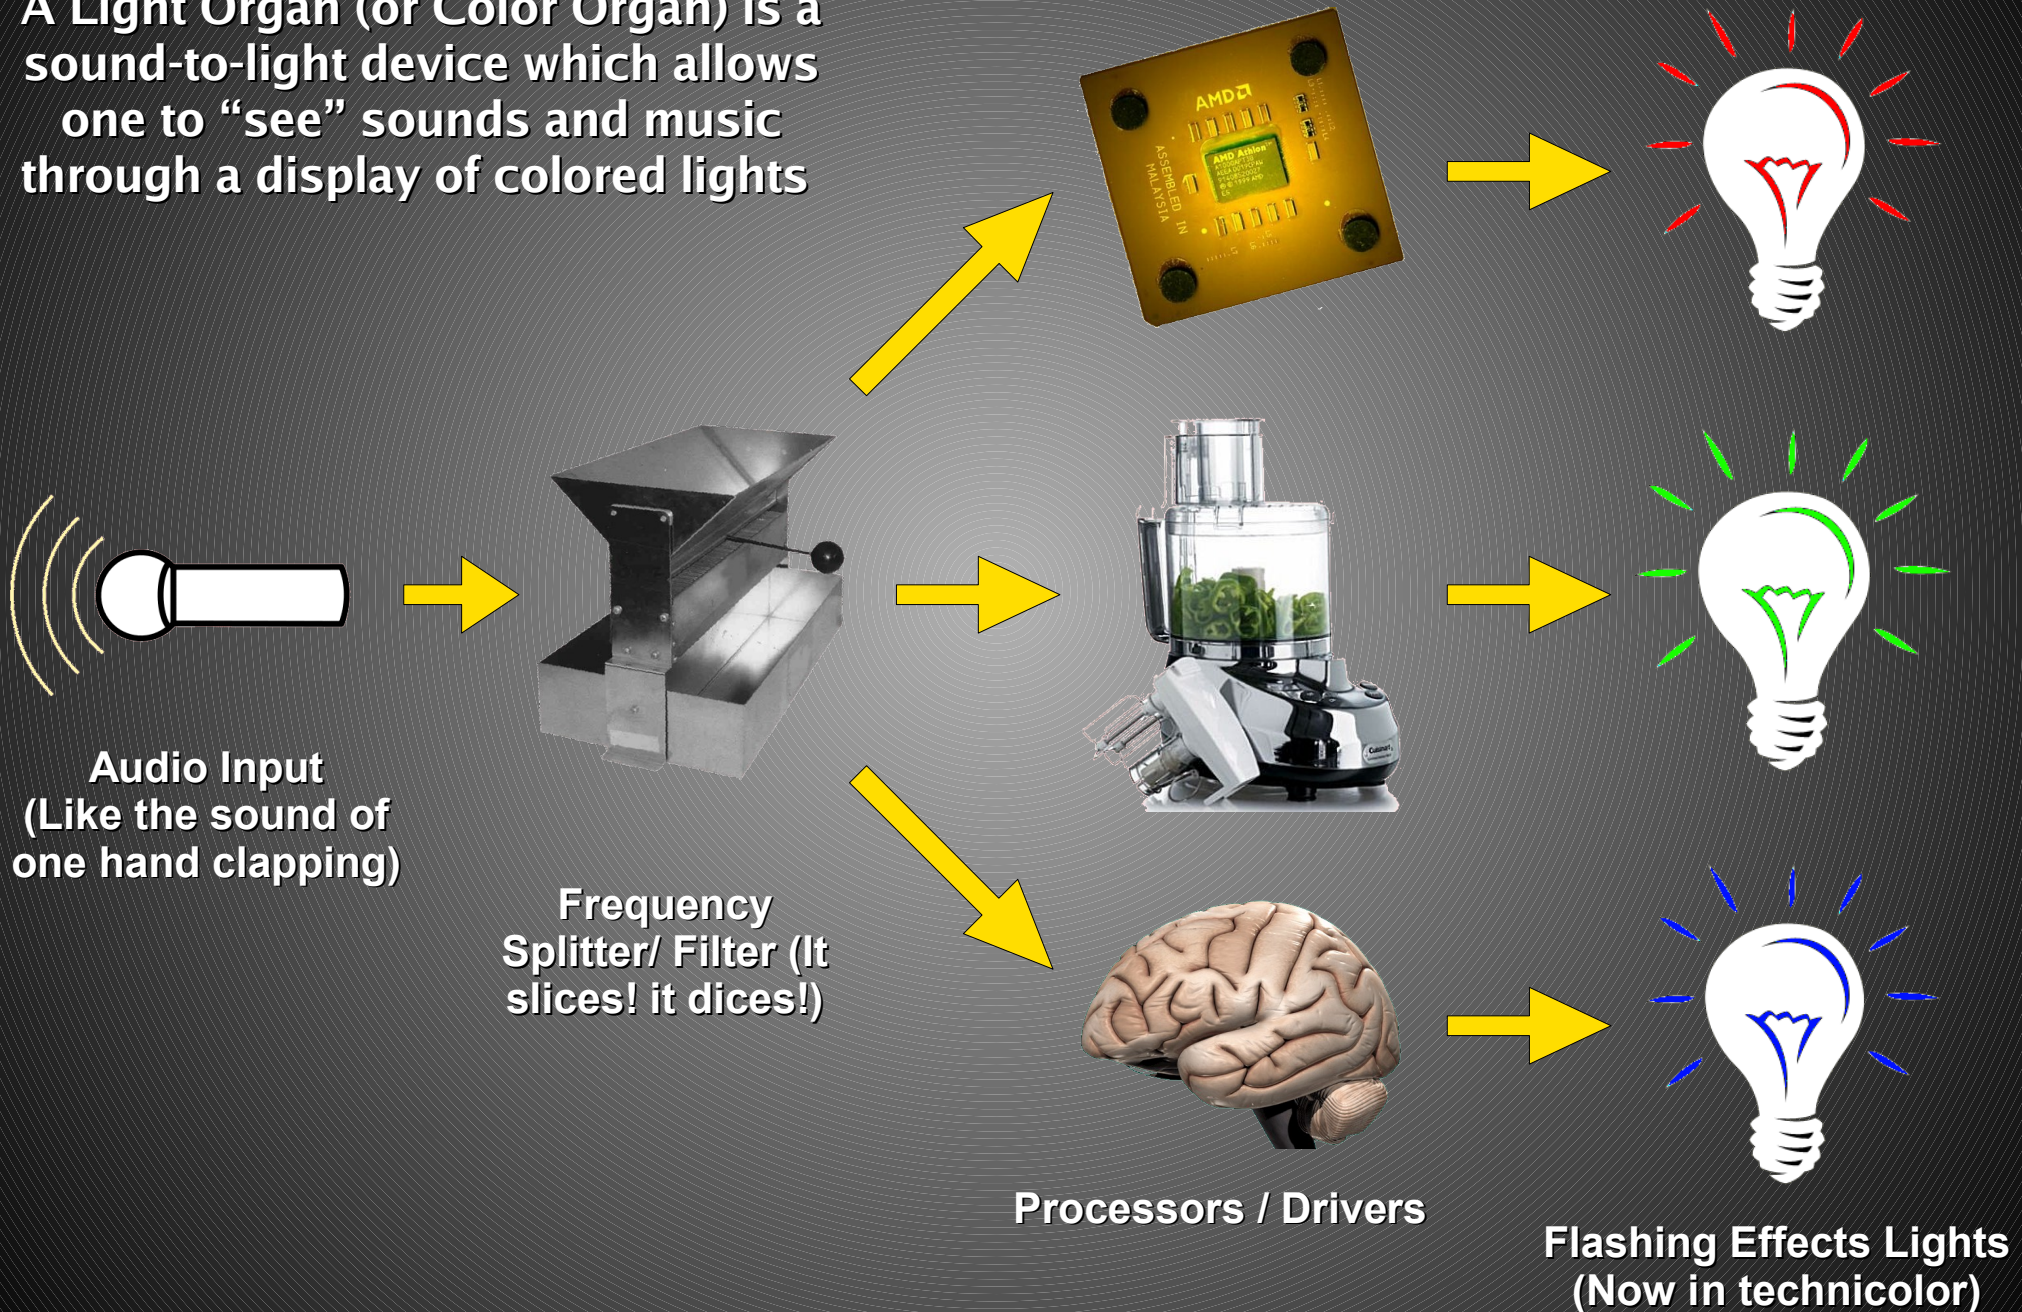 A Light Organ (or Color Organ) is a
sound-to-light device which allows
one to “see” sounds and music
through a display of colored lights
AMD
AMD Athlon™
ASSEMBLED IN
MALAYSIA
Cuisinart
Audio Input
(Like the sound of
one hand clapping)
Frequency
Splitter/ Filter (It
slices! it dices!)
Processors / Drivers
Flashing Effects Lights
(Now in technicolor)